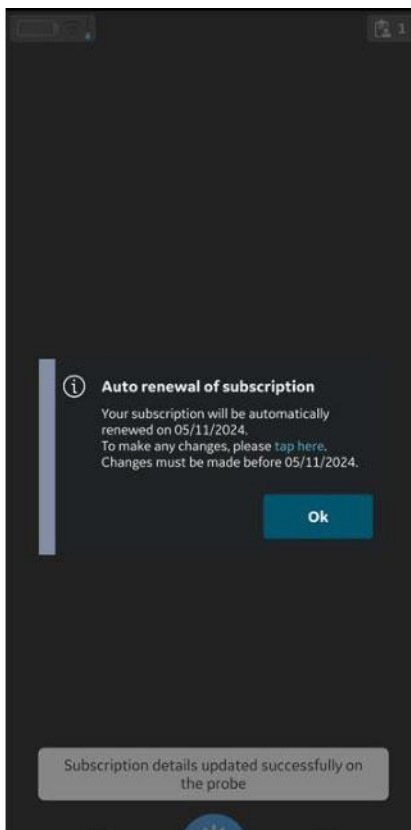 1
Auto renewal of subscription
Your subscription will be automatically
renewed on 05/11/2024.
To make any changes, please tap here.
Changes must be made before 05/11/2024.
Ok
Subscription details updated successfully on
the probe